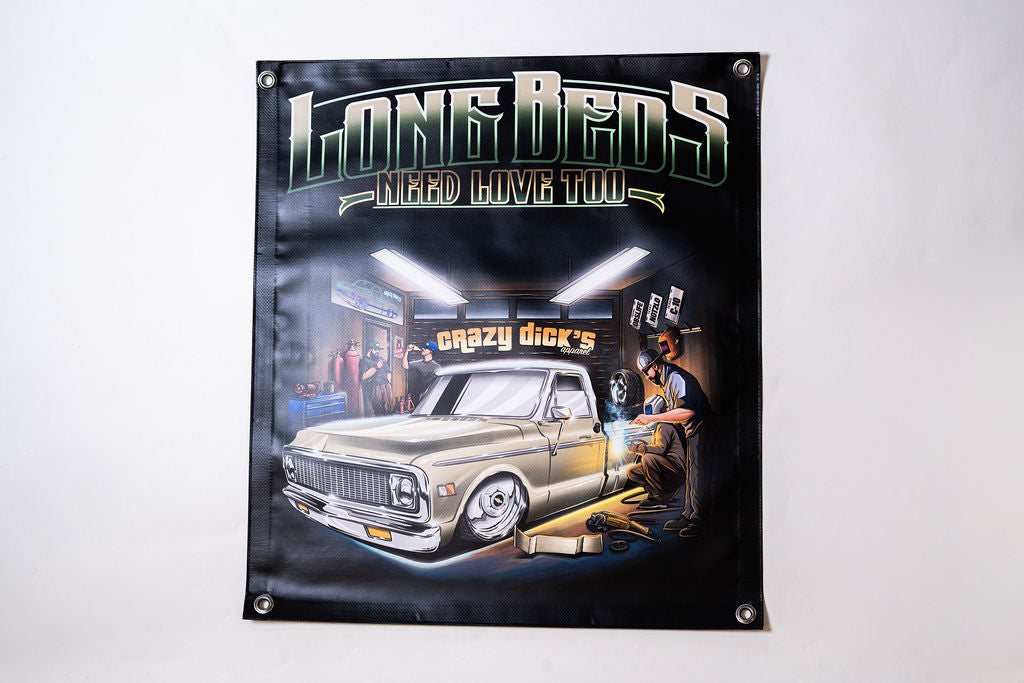 LONG BEDS
NEED LOVE TOO
CRAZY DICK'S
apparel
C-10